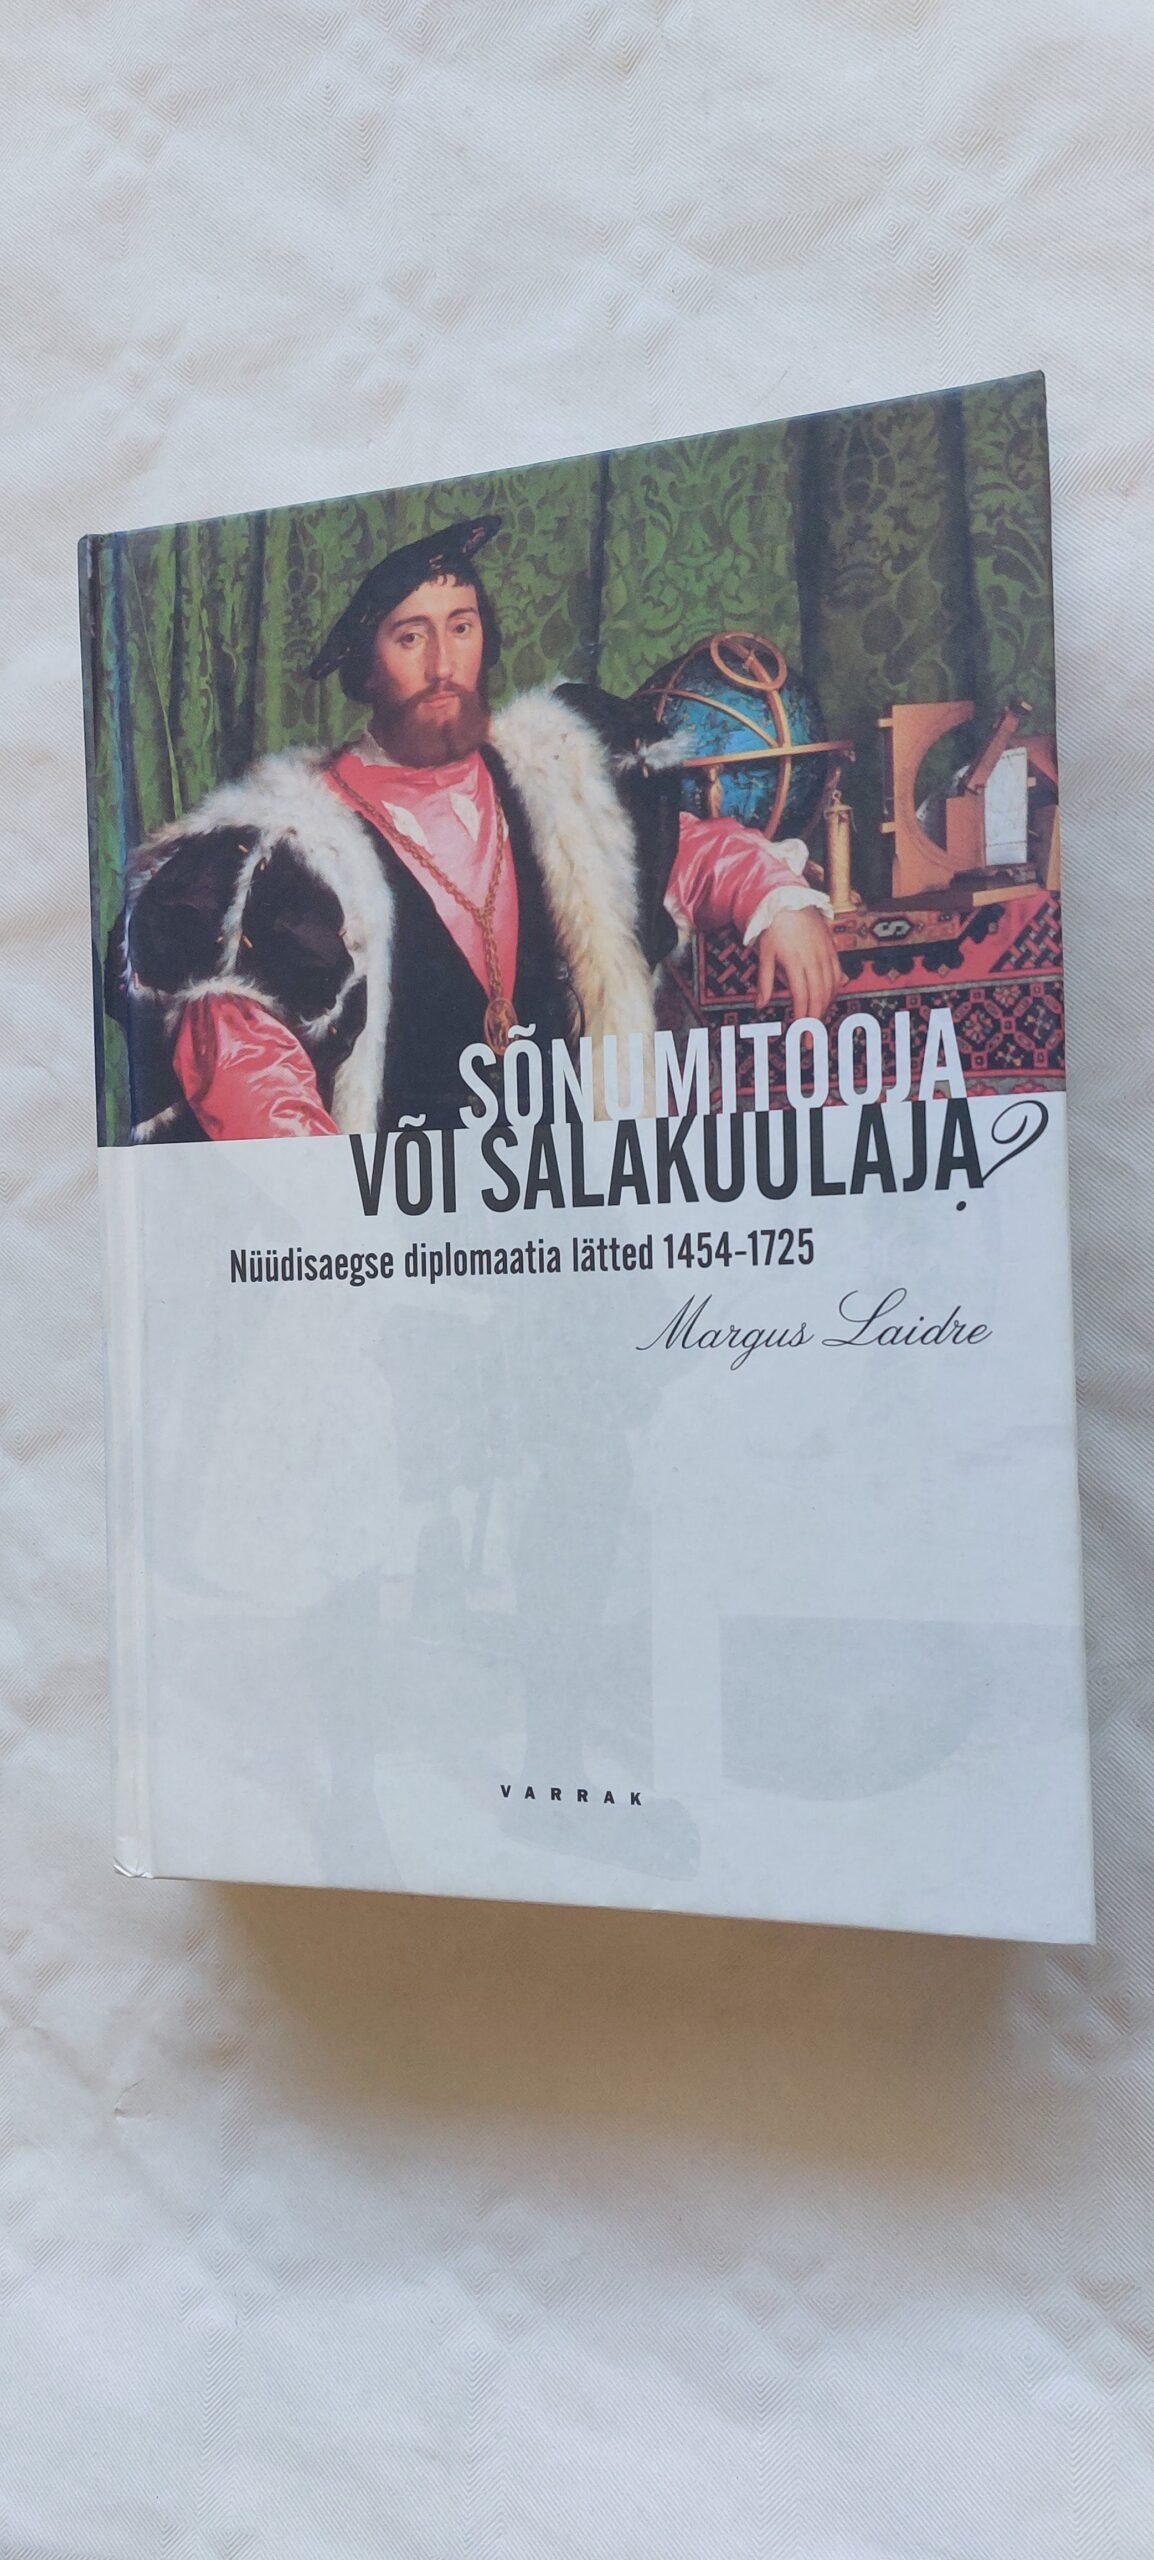 SÕNUMITOOJA
VÕI SALAKUULAJA?
Nüüdisaegse diplomaatia lätted 1454-1725
Margus Laidre
VARRAK